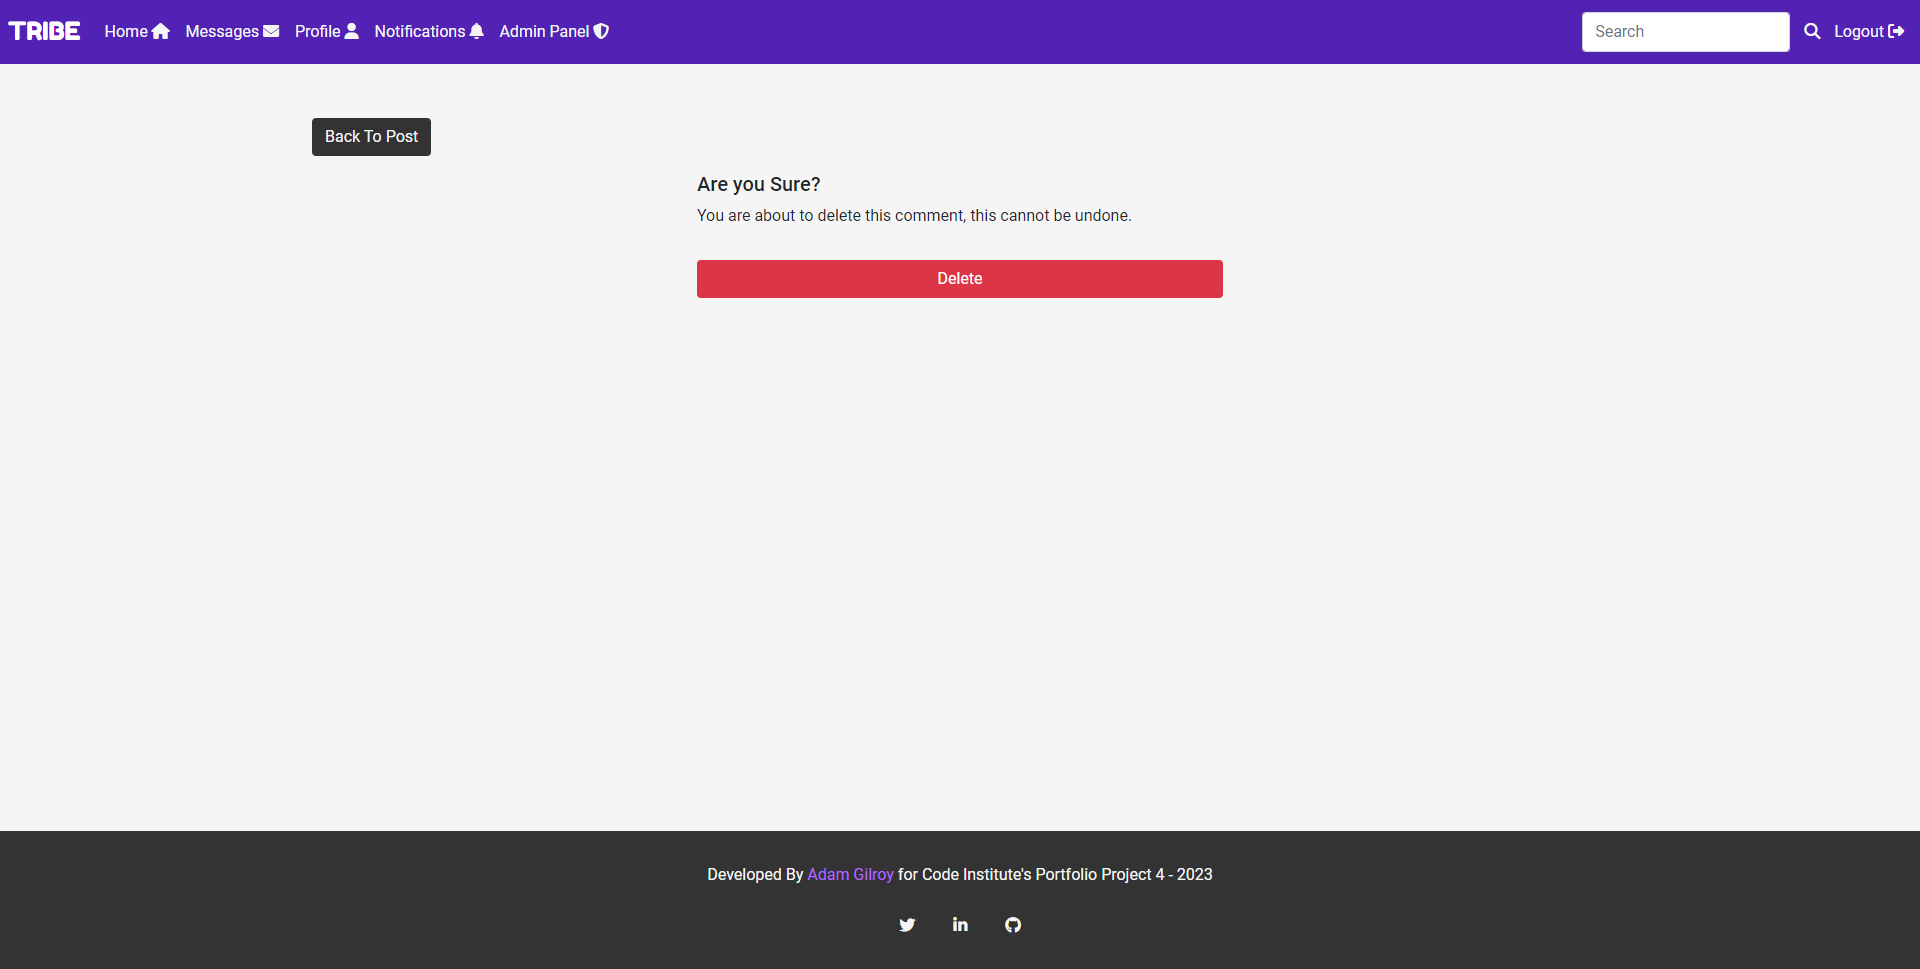 TRIBE Home Messages Profile Notifications Admin Panel Search Logout
Back To Post
Are you Sure?
You are about to delete this comment, this cannot be undone.
Delete
Developed By Adam Gilroy for Code Institute's Portfolio Project 4 - 2023